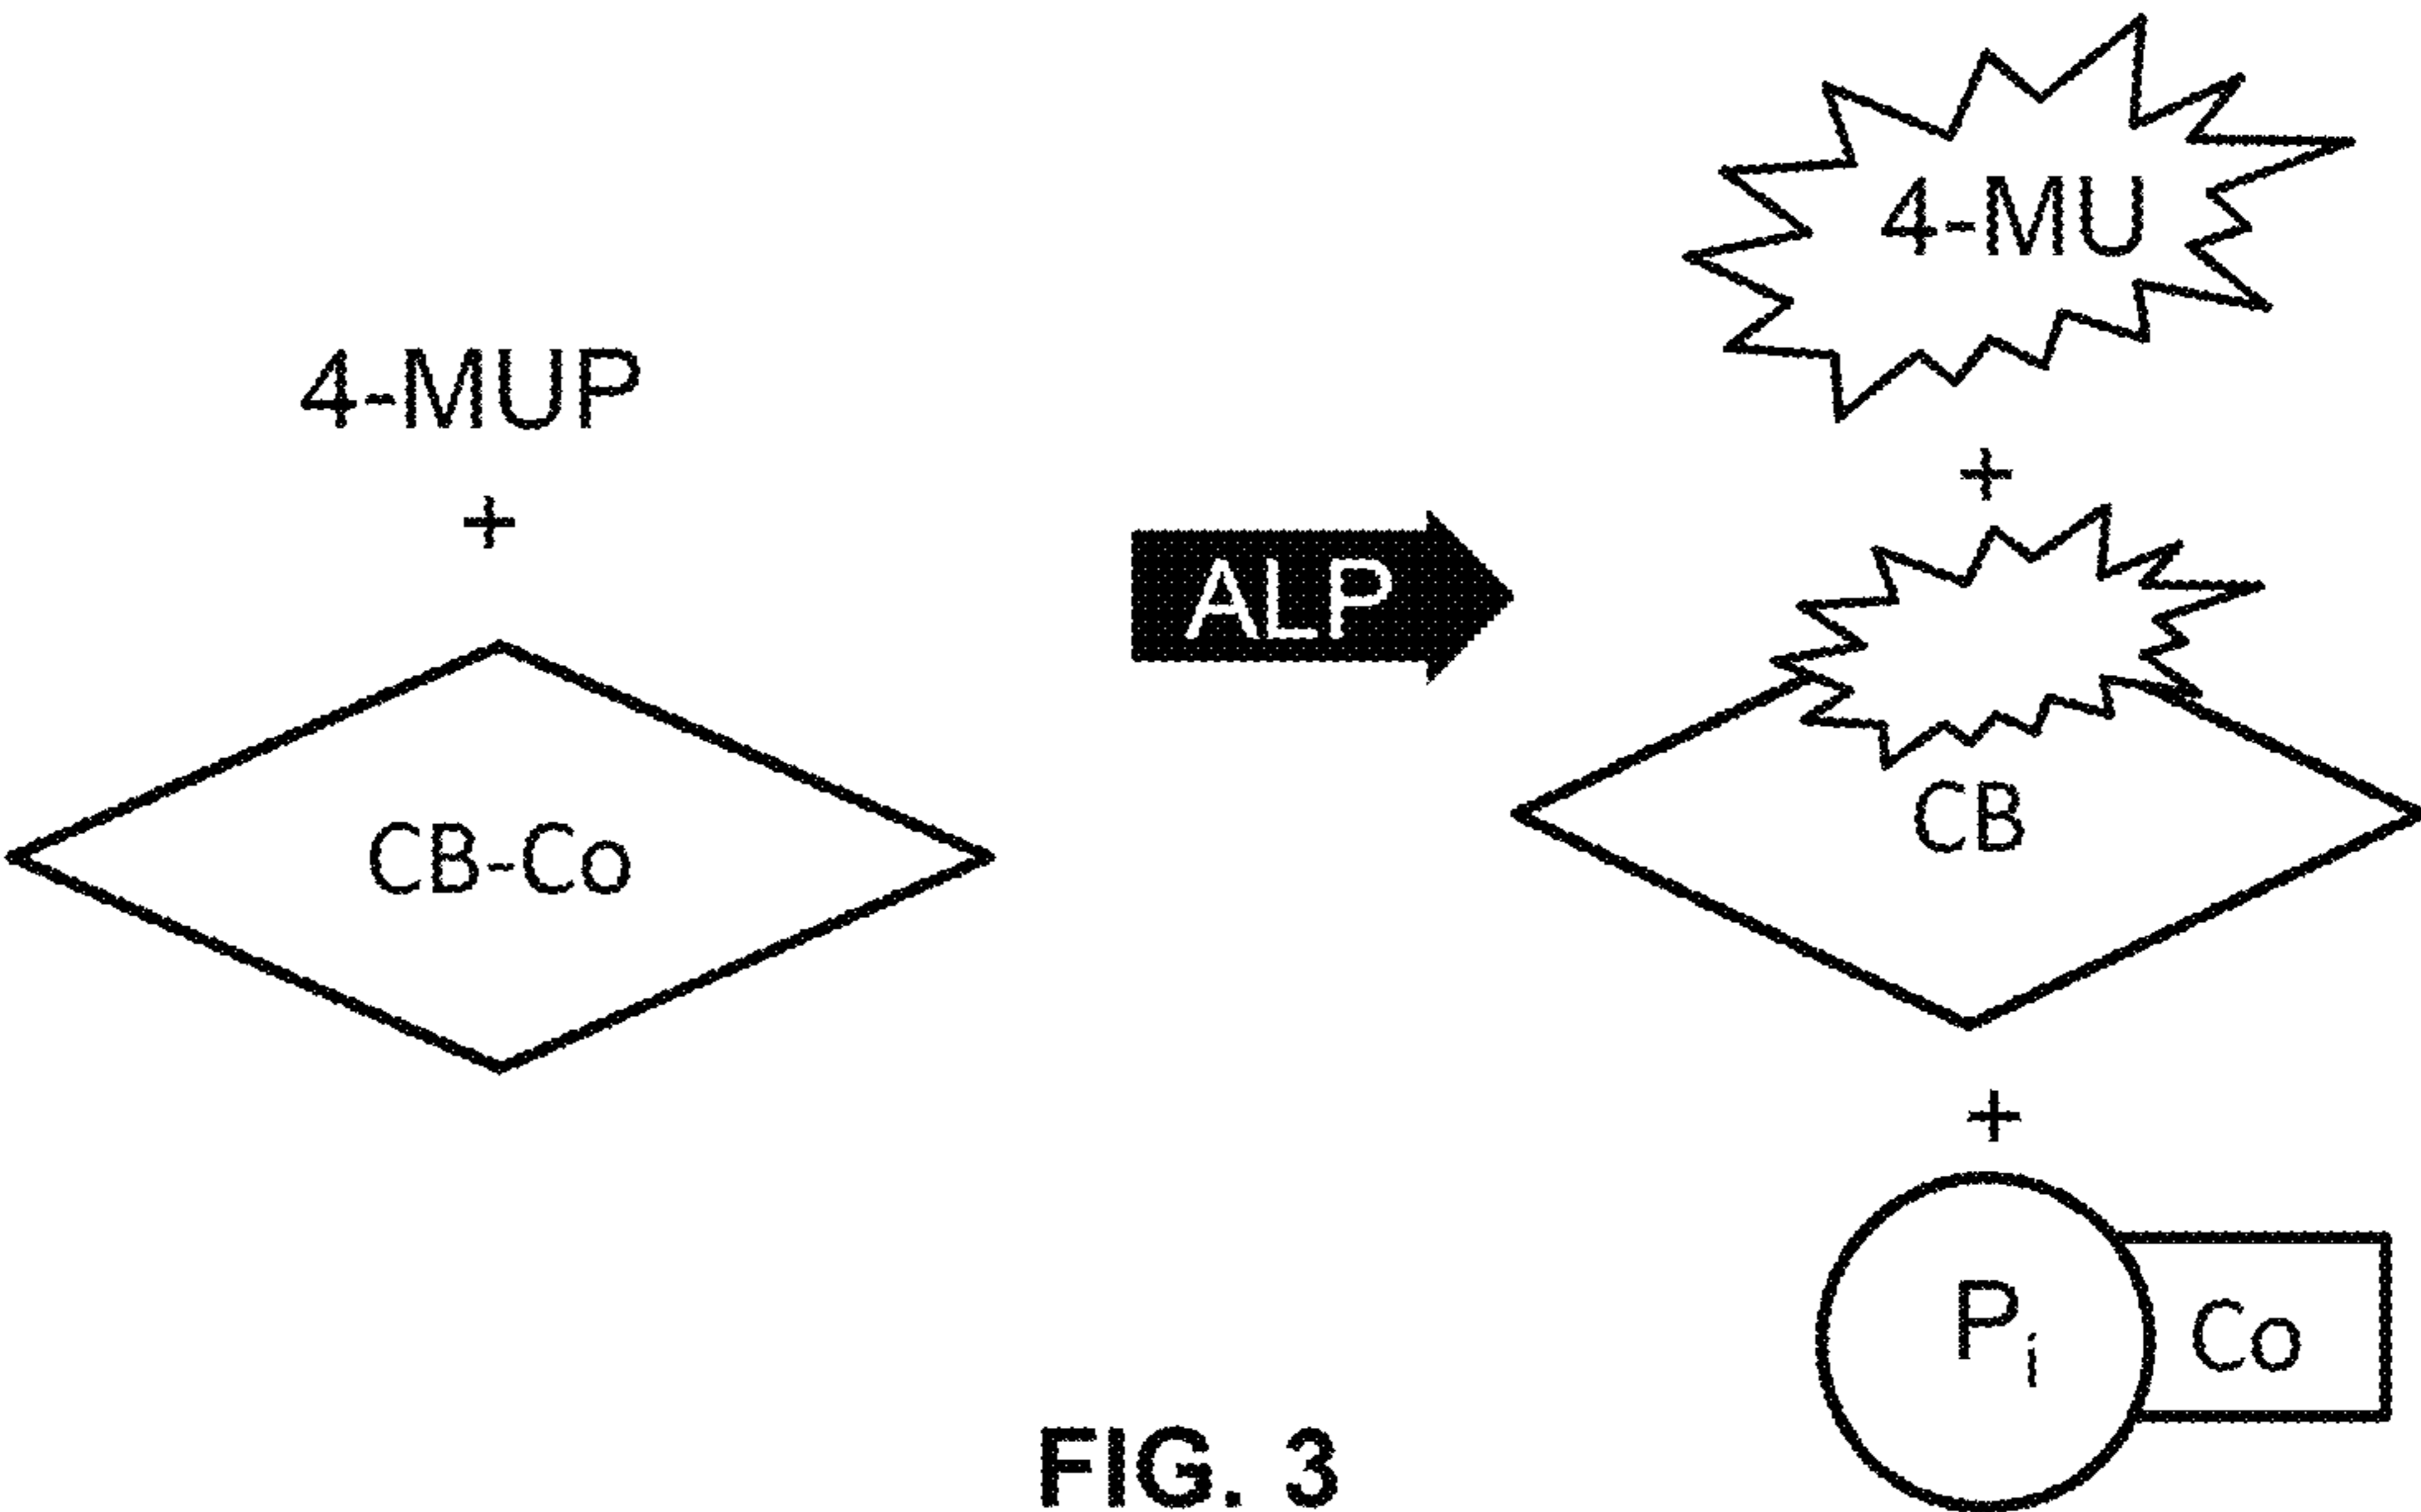 4-MUP
+
CB-Co
ALP
4-MU
+
CB
+
Pi
Co
FIG. 3